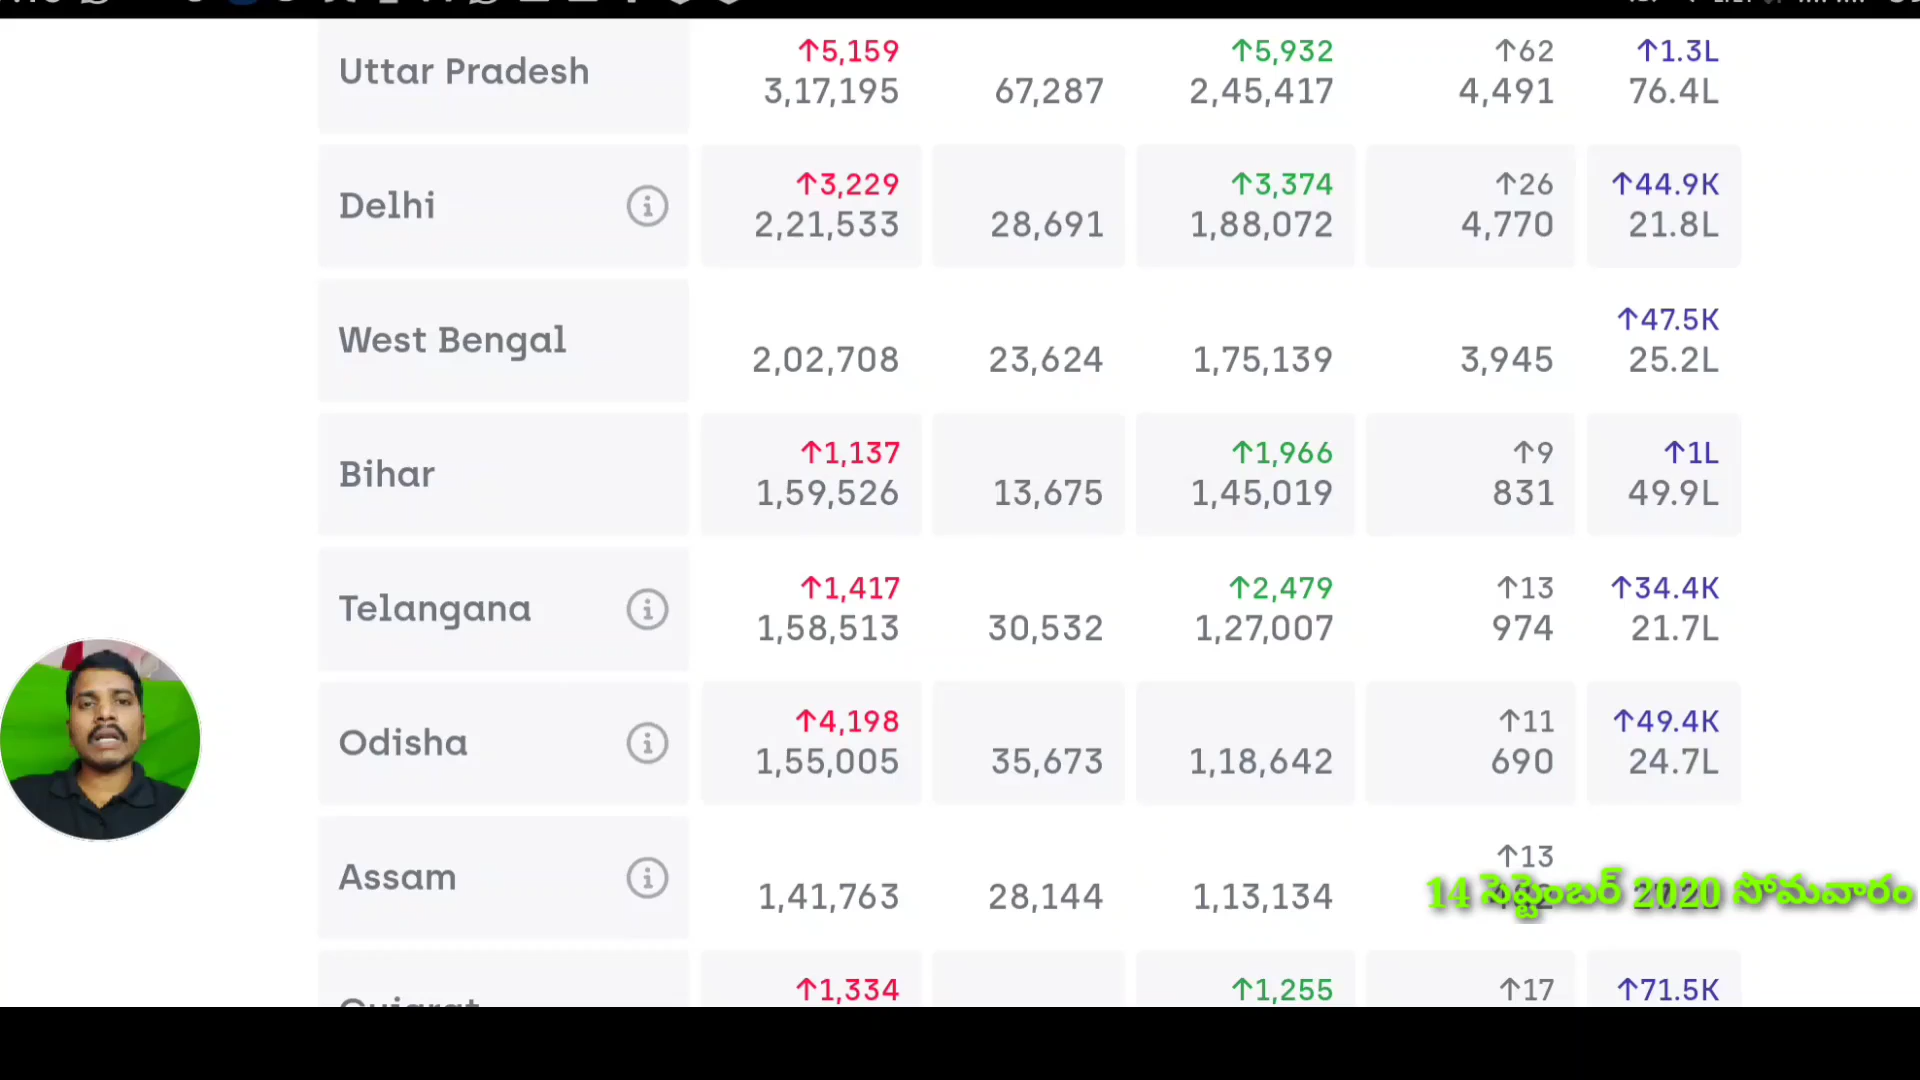 ↑5,159 ↑5,932 ↑62 ↑1.3L
Uttar Pradesh 3,17,195 67,287 2,45,417 4,491 76.4L
↑3,229 ↑3,374 ↑26 ↑44.9K
Delhi 2,21,533 28,691 1,88,072 4,770 21.8L
↑47.5K
West Bengal 2,02,708 23,624 1,75,139 3,945 25.2L
↑1,137 ↑1,966 ↑9 ↑1L
Bihar 1,59,526 13,675 1,45,019 831 49.9L
↑1,417 ↑2,479 ↑13 ↑34.4K
Telangana 1,58,513 30,532 1,27,007 974 21.7L
↑4,198 ↑11 ↑49.4K
Odisha 1,55,005 35,673 1,18,642 690 24.7L
↑13
Assam 1,41,763 28,144 1,13,134
14 సెప్టెంబర్ 2020 సోమవారం
↑1,334 ↑1,255 ↑17 ↑71.5K